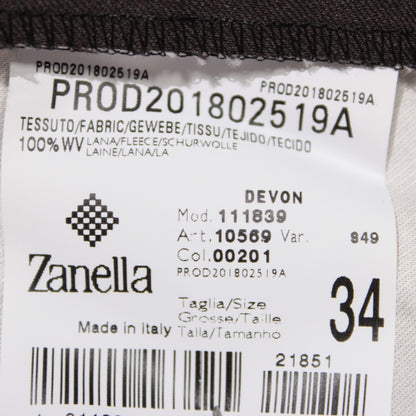 PROD201802519A
PROD201802519A
PROD201802519A
TESSUTO/FABRIC/GEWEBE/TISSU/TEJIDO/TECIDO
100%WV LANA/FLEECE/SCHURWOLLE
LAINE/LANA/LA
DEVON
Mod. 111839
Art. 10569 Var. S49
Col. 00201
PROD201802519A
Zanella
Taglia/Size
Grosse/Taille
Talla/Tamanho
34
Made in Italy
21851